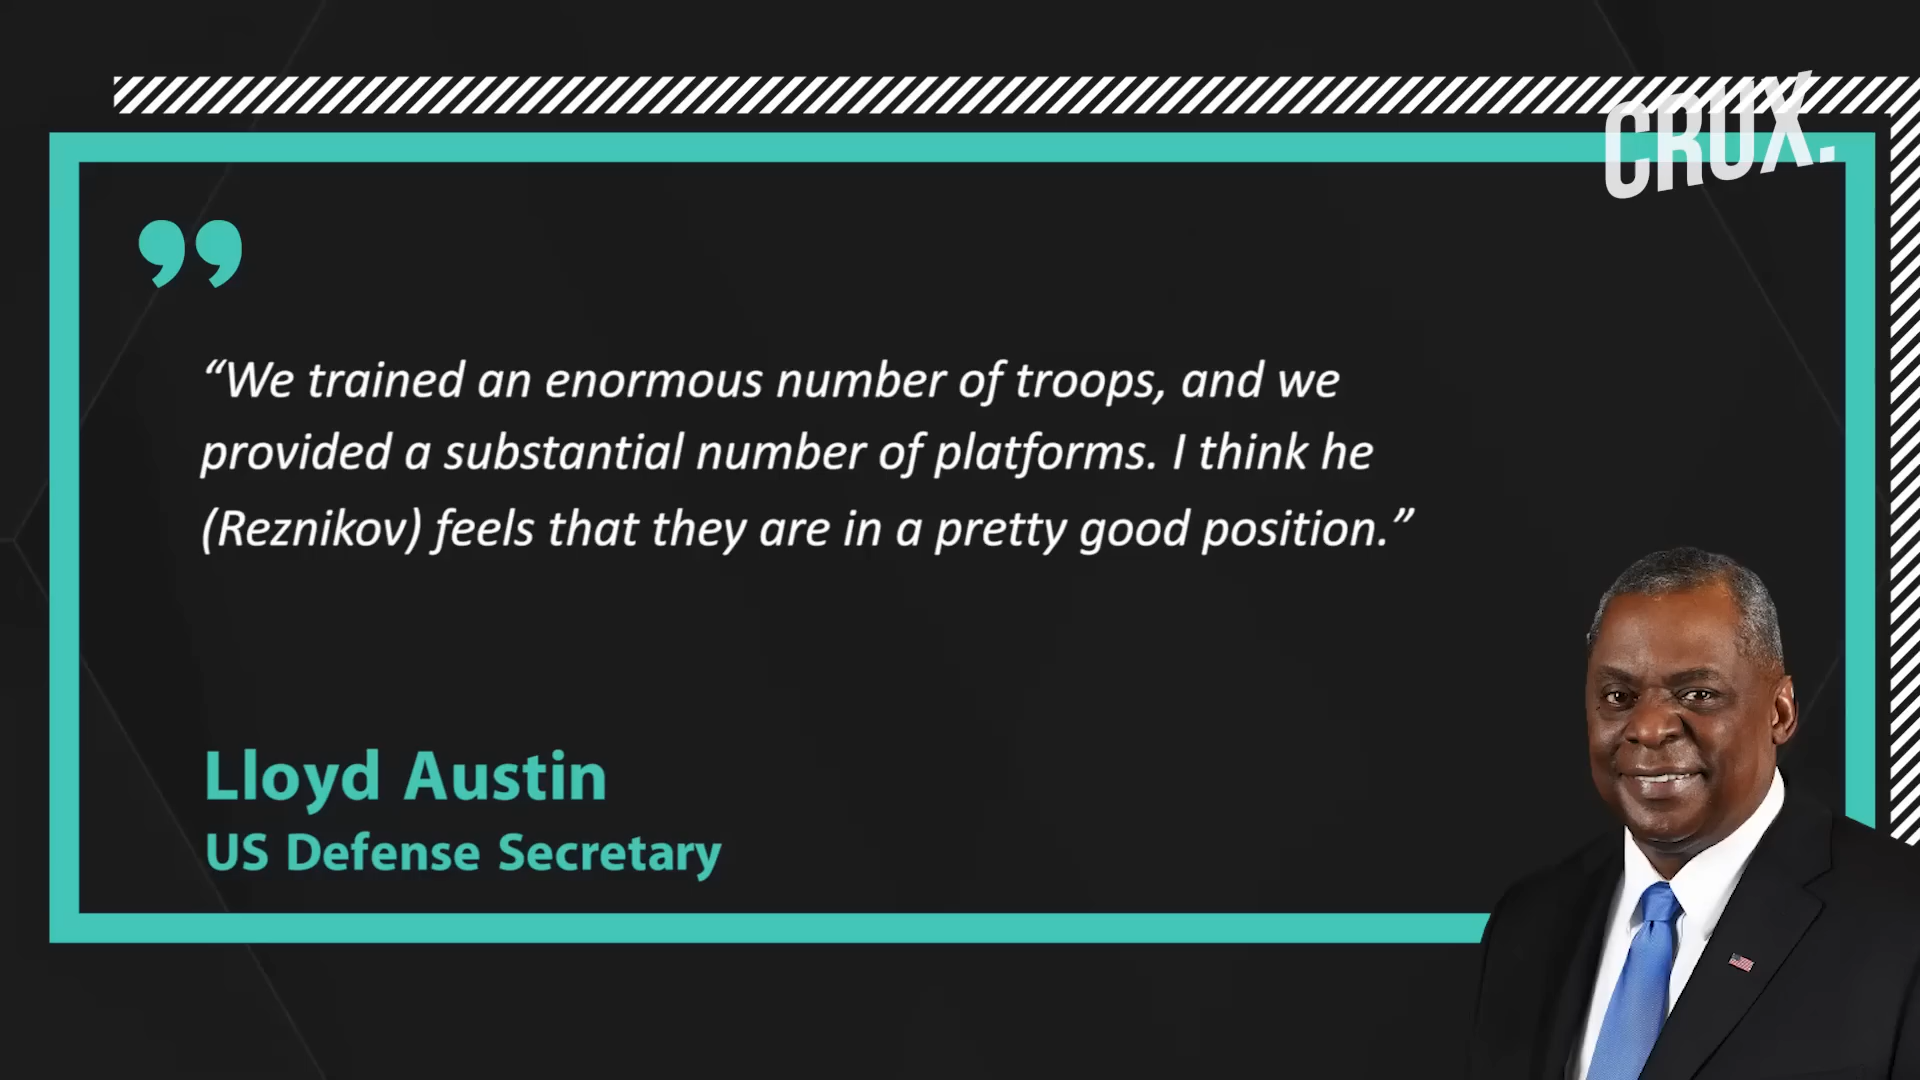 CRUX.
“We trained an enormous number of troops, and we
provided a substantial number of platforms. I think he
(Reznikov) feels that they are in a pretty good position.”
Lloyd Austin
US Defense Secretary